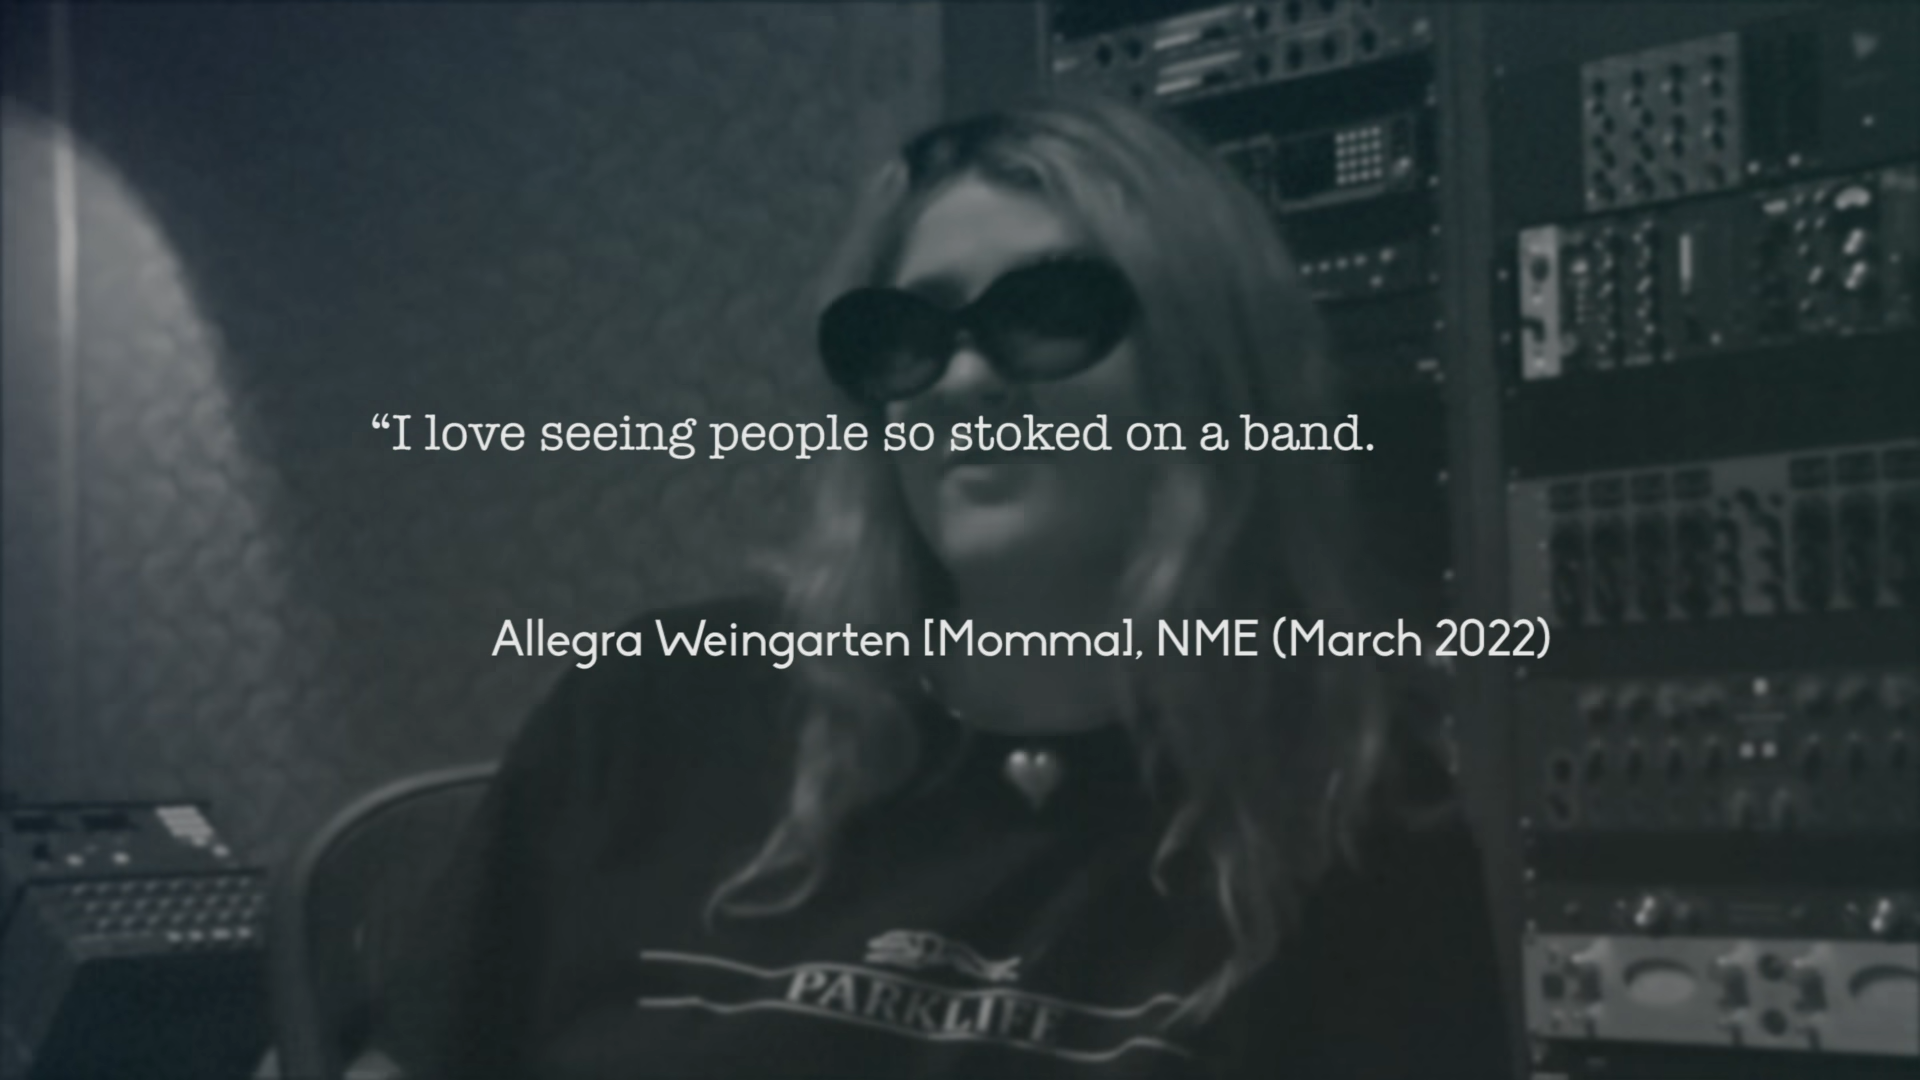 “I love seeing people so stoked on a band.
Allegra Weingarten [Momma], NME (March 2022)
PARKLIFE